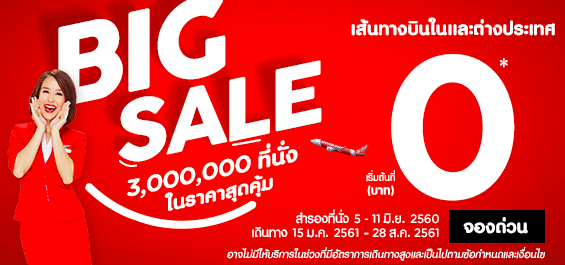 BIG
SALE
3,000,000 ที่นั่ง
ในราคาสุดคุ้ม
เส้นทางบินในและต่างประเทศ
เริ่มต้นที่
(บาท)
0*
สำรองที่นั่ง 5 - 11 มิ.ย. 2560
เดินทาง 15 ม.ค. 2561 - 28 ส.ค. 2561
จองด่วน
อาจไม่มีให้บริการในช่วงที่มีอัตราการเดินทางสูงและเป็นไปตามข้อกำหนดและเงื่อนไข